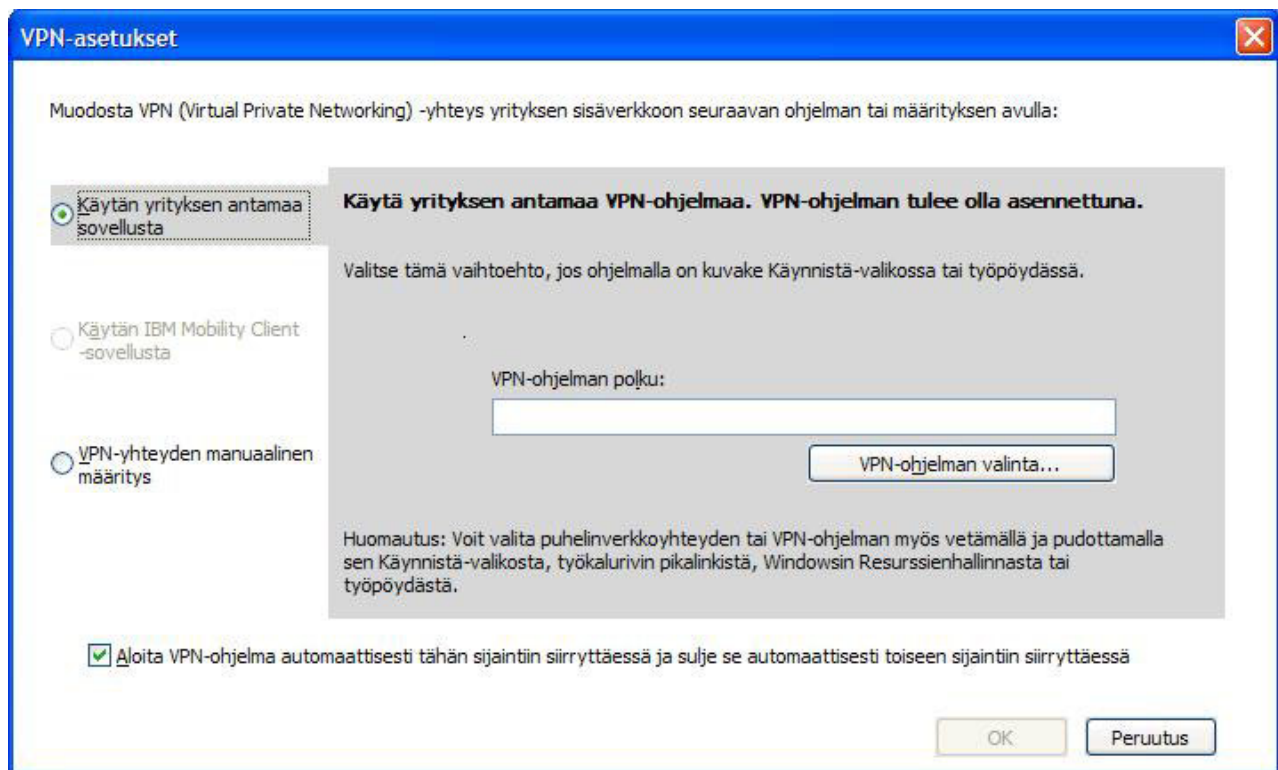 VPN-asetukset
Muodosta VPN (Virtual Private Networking) -yhteys yrityksen sisäverkkoon seuraavan ohjelman tai määrityksen avulla:
Käytän yrityksen antamaa
sovellusta
Käytä yrityksen antamaa VPN-ohjelmaa. VPN-ohjelman tulee olla asennettuna.
Valitse tämä vaihtoehto, jos ohjelmalla on kuvake Käynnistä-valikossa tai työpöydässä.
Käytän IBM Mobility Client
-sovellusta
.
VPN-ohjelman polku:
VPN-yhteyden manuaalinen
määritys
VPN-ohjelman valinta...
Huomautus: Voit valita puhelinverkkoyhteyden tai VPN-ohjelman myös vetämällä ja pudottamalla
sen Käynnistä-valikosta, työkalurivin pikalinkistä, Windowsin Resurssienhallinnasta tai
työpöydästä.
Aloita VPN-ohjelma automaattisesti tähän sijaintiin siirryttäessä ja sulje se automaattisesti toiseen sijaintiin siirryttäessä
OK
Peruutus